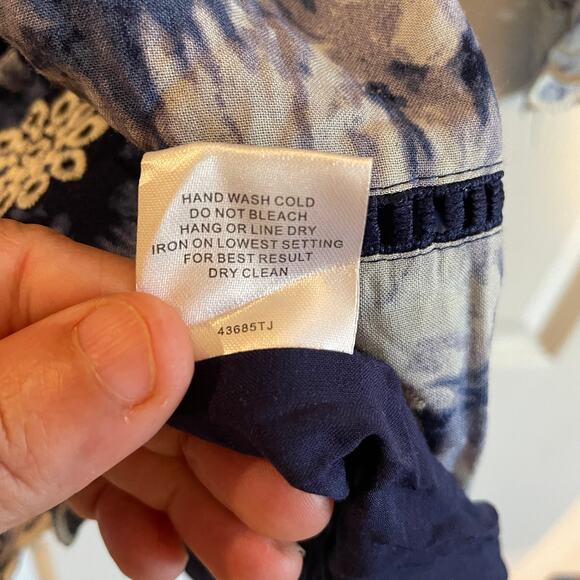 HAND WASH COLD
DO NOT BLEACH
HANG OR LINE DRY
IRON ON LOWEST SETTING
FOR BEST RESULT
DRY CLEAN
43685TJ